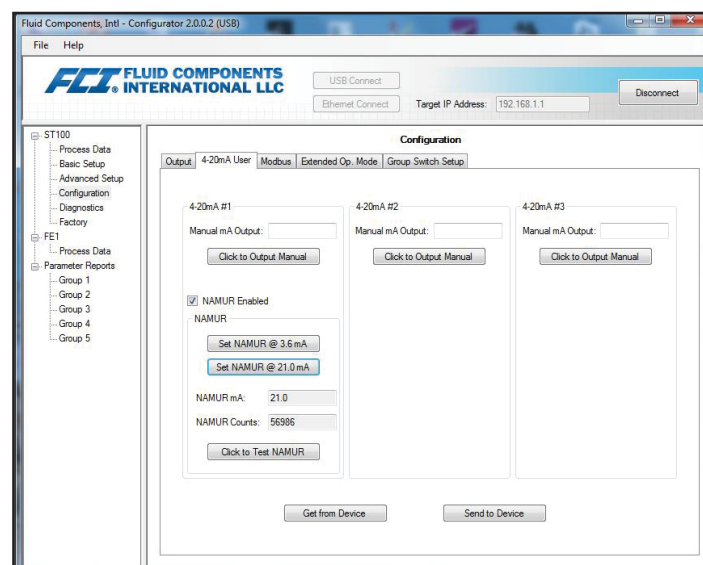 Fluid Components, Intl - Configurator 2.0.0.2 (USB)
File Help
FCI. FLUID COMPONENTS
INTERNATIONAL LLC
USB Connect
Ethernet Connect
Target IP Address: 192.168.1.1
Disconnect
ST100
Process Data
Basic Setup
Advanced Setup
Configuration
Diagnostics
Factory
FE1
Process Data
Parameter Reports
Group 1
Group 2
Group 3
Group 4
Group 5
Configuration
Output 4-20mA User Modbus Extended Op. Mode Group Switch Setup
4-20mA #1
Manual mA Output:
Click to Output Manual
NAMUR Enabled
NAMUR
Set NAMUR @ 3.6 mA
Set NAMUR @ 21.0 mA
NAMUR mA: 21.0
NAMUR Counts: 56986
Click to Test NAMUR
4-20mA #2
Manual mA Output:
Click to Output Manual
4-20mA #3
Manual mA Output:
Click to Output Manual
Get from Device
Send to Device